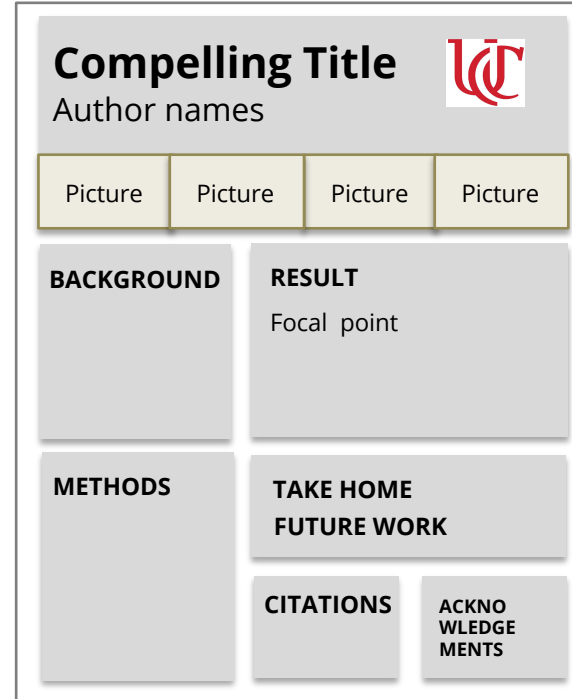 Compelling Title
UC
Author names
Picture Picture Picture Picture
BACKGROUND
RESULT
Focal point
METHODS
TAKE HOME
FUTURE WORK
CITATIONS
ACKNO
WLEDGE
MENTS